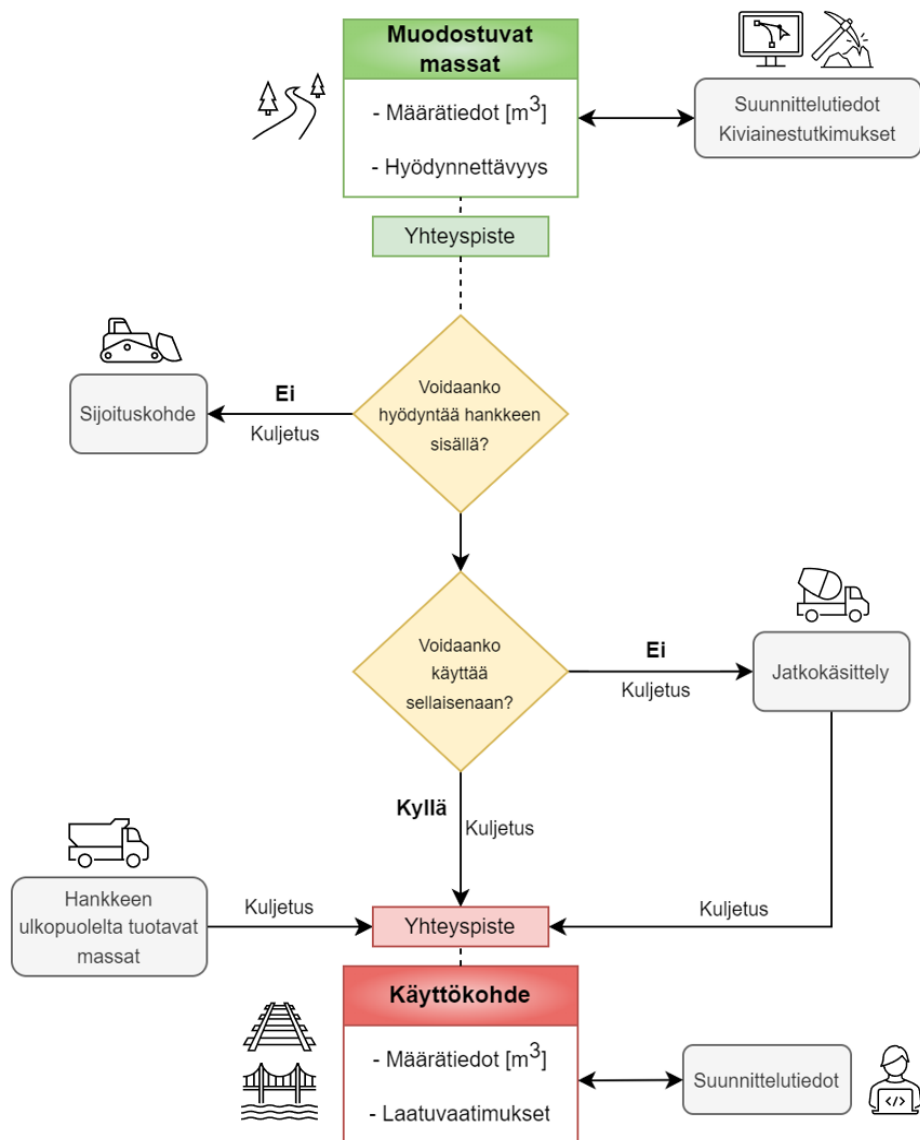 Muodostuvat
massat
- Määrätiedot [m³]
- Hyödynnettävyys
Suunnittelutiedot
Kiviainestutkimukset
Yhteyspiste
Voidaanko
hyödyntää hankkeen
sisällä?
Ei
Kuljetus
Sijoituskohde
Voidaanko
käyttää
sellaisenaan?
Ei
Kuljetus
Jatkokäsittely
Kyllä
Kuljetus
Hankkeen
ulkopuolelta tuotavat
massat
Kuljetus
Yhteyspiste
Kuljetus
Käyttökohde
- Määrätiedot [m³]
- Laatuvaatimukset
Suunnittelutiedot
</>